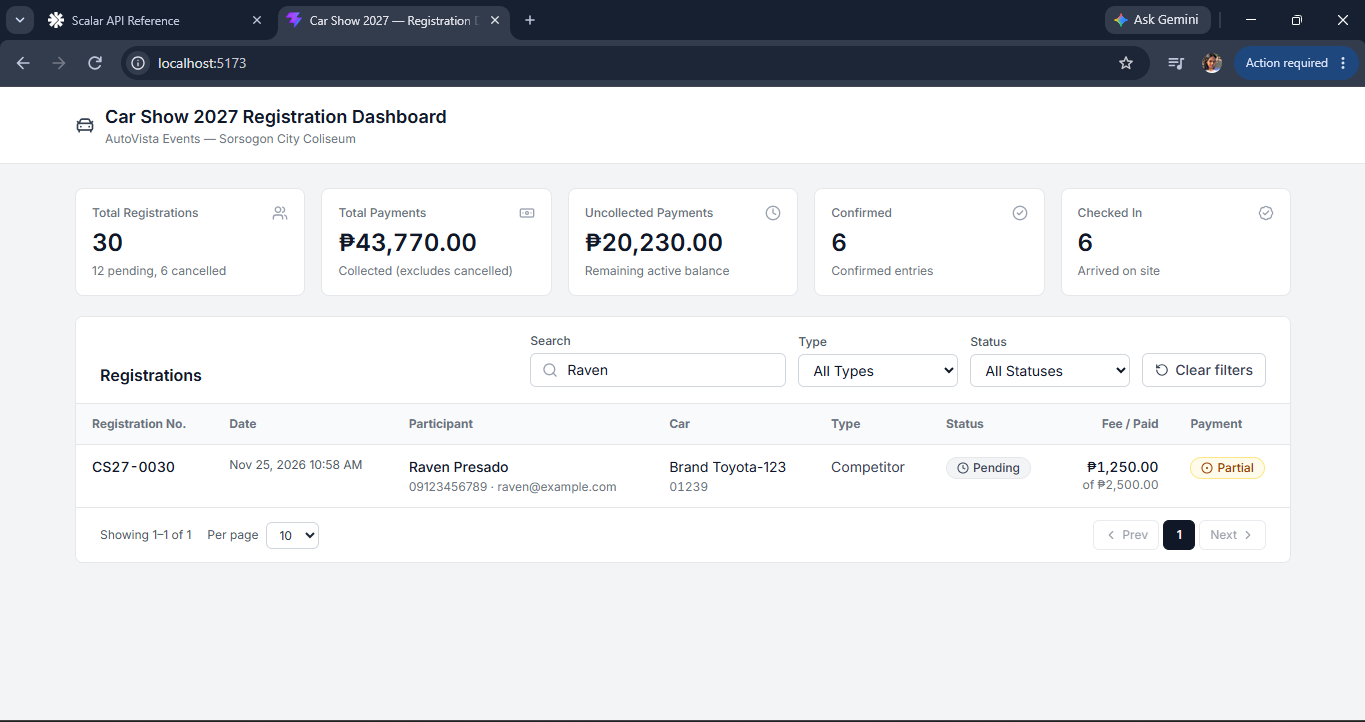 Scalar API Reference
Car Show 2027 — Registration D
Ask Gemini
localhost:5173
Action required
Car Show 2027 Registration Dashboard
AutoVista Events — Sorsogon City Coliseum
Total Registrations
30
12 pending, 6 cancelled
Total Payments
₱43,770.00
Collected (excludes cancelled)
Uncollected Payments
₱20,230.00
Remaining active balance
Confirmed
6
Confirmed entries
Checked In
6
Arrived on site
Registrations
Search
Raven
Type
All Types
Status
All Statuses
Clear filters
Registration No. Date Participant Car Type Status Fee / Paid Payment
CS27-0030 Nov 25, 2026 10:58 AM Raven Presado Brand Toyota-123 Competitor Pending ₱1,250.00 Partial
09123456789 · raven@example.com 01239 of ₱2,500.00
Showing 1–1 of 1 Per page 10 Prev 1 Next